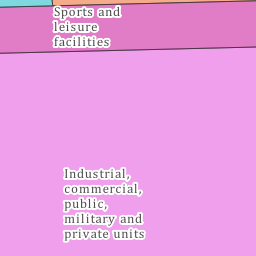 Sports and
leisure
facilities
Industrial,
commercial,
public,
military and
private units